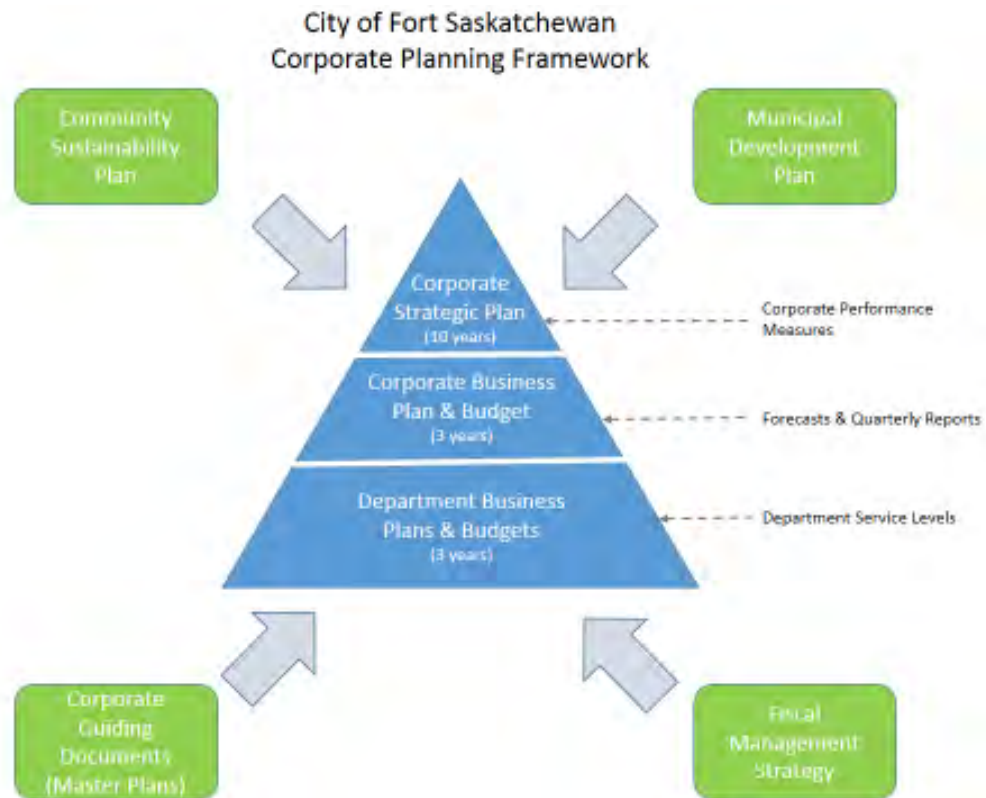 City of Fort Saskatchewan
Corporate Planning Framework
Community
Sustainability
Plan
Municipal
Development
Plan
Corporate
Strategic Plan
(10 years)
Corporate Performance
Measures
Corporate Business
Plan & Budget
(3 years)
Forecasts & Quarterly Reports
Department Business
Plans & Budgets
(3 years)
Department Service Levels
Corporate
Guiding
Documents
(Master Plans)
Fiscal
Management
Strategy